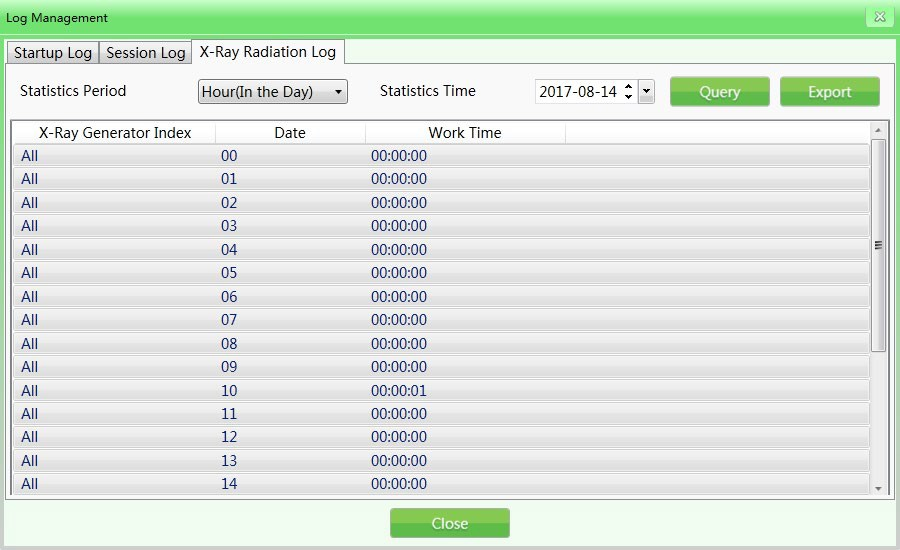 Log Management
Startup Log Session Log X-Ray Radiation Log
Statistics Period Hour(In the Day) Statistics Time 2017-08-14 Query Export
X-Ray Generator Index Date Work Time
All 00 00:00:00
All 01 00:00:00
All 02 00:00:00
All 03 00:00:00
All 04 00:00:00
All 05 00:00:00
All 06 00:00:00
All 07 00:00:00
All 08 00:00:00
All 09 00:00:00
All 10 00:00:01
All 11 00:00:00
All 12 00:00:00
All 13 00:00:00
All 14 00:00:00
Close